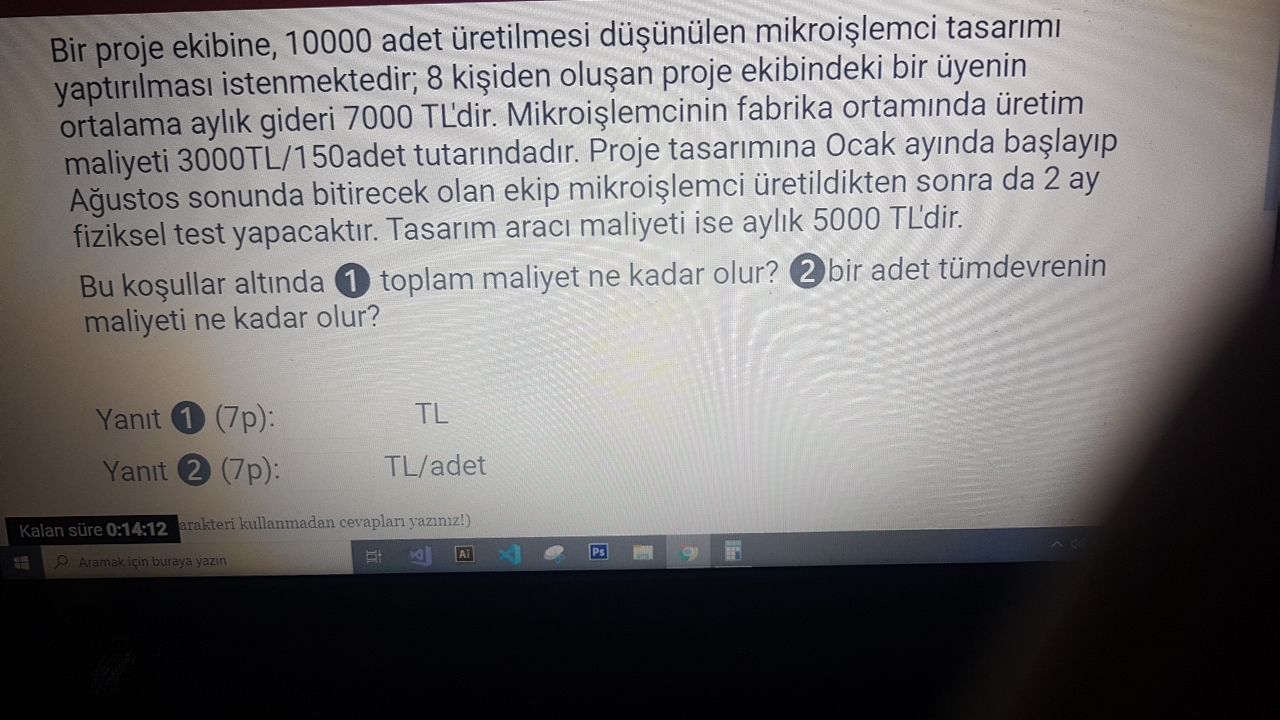 Bir proje ekibine, 10000 adet üretilmesi düşünülen mikroişlemci tasarımı
yaptırılması istenmektedir; 8 kişiden oluşan proje ekibindeki bir üyenin
ortalama aylık gideri 7000 TL'dir. Mikroişlemcinin fabrika ortamında üretim
maliyeti 3000TL/150adet tutarındadır. Proje tasarımına Ocak ayında başlayıp
Ağustos sonunda bitirecek olan ekip mikroişlemci üretildikten sonra da 2 ay
fiziksel test yapacaktır. Tasarım aracı maliyeti ise aylık 5000 TL'dir.
Bu koşullar altında 1 toplam maliyet ne kadar olur? 2 bir adet tümdevrenin
maliyeti ne kadar olur?
Yanıt 1 (7p): TL
Yanıt 2 (7p): TL/adet
Kalan süre 0:14:12 arakteri kullanmadan cevapları yazınız!)
Aramak için buraya yazın Ai Ps